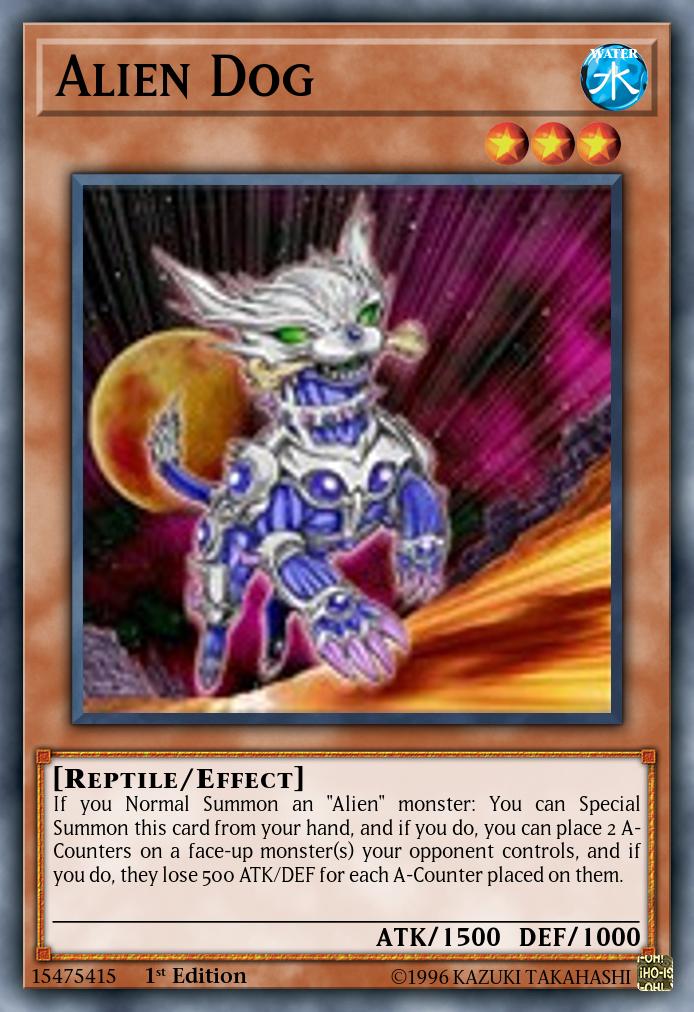 Alien Dog
WATER
水
[Reptile/Effect]
If you Normal Summon an "Alien" monster: You can Special
Summon this card from your hand, and if you do, you can place 2 A-
Counters on a face-up monster(s) your opponent controls, and if
you do, they lose 500 ATK/DEF for each A-Counter placed on them.
ATK/1500 DEF/1000
15475415 1st Edition ©1996 KAZUKI TAKAHASHI